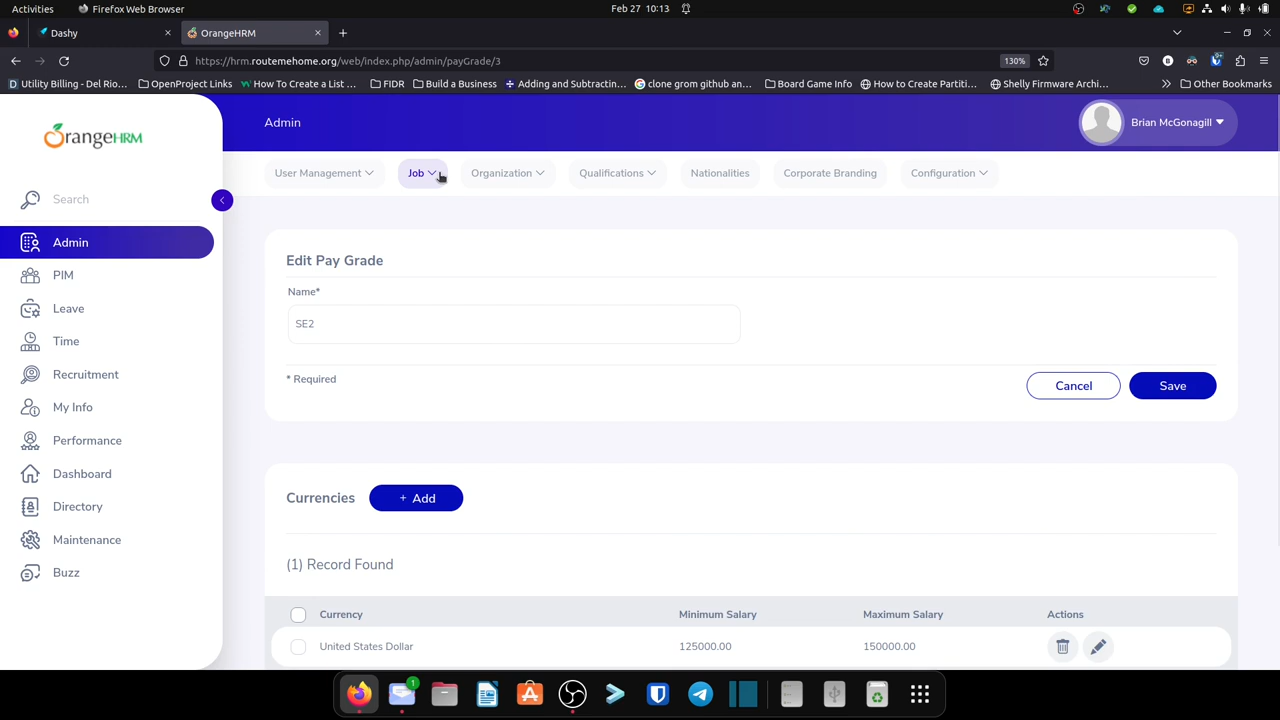 Activities
Firefox Web Browser
Feb 27 10:13
Dashy
OrangeHRM
https://hrm.routemehome.org/web/index.php/admin/payGrade/3
130%
Utility Billing - Del Rio...
OpenProject Links
How To Create a List ...
FIDR
Build a Business
Adding and Subtractin...
clone grom github an...
Board Game Info
How to Create Partiti...
Shelly Firmware Archi...
Other Bookmarks
OrangeHRM
Admin
Brian McGonagill
User Management
Job
Organization
Qualifications
Nationalities
Corporate Branding
Configuration
Search
Admin
PIM
Leave
Time
Recruitment
My Info
Performance
Dashboard
Directory
Maintenance
Buzz
Edit Pay Grade
Name*
SE2
* Required
Cancel
Save
Currencies
+ Add
(1) Record Found
Currency
Minimum Salary
Maximum Salary
Actions
United States Dollar
125000.00
150000.00
1